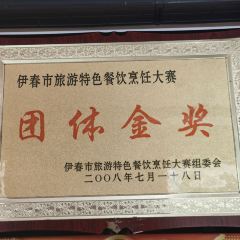 伊春市旅游特色餐饮烹饪大赛
团体金奖
伊春市旅游特色餐饮烹饪大赛组委会
二〇〇八年七月一十八日